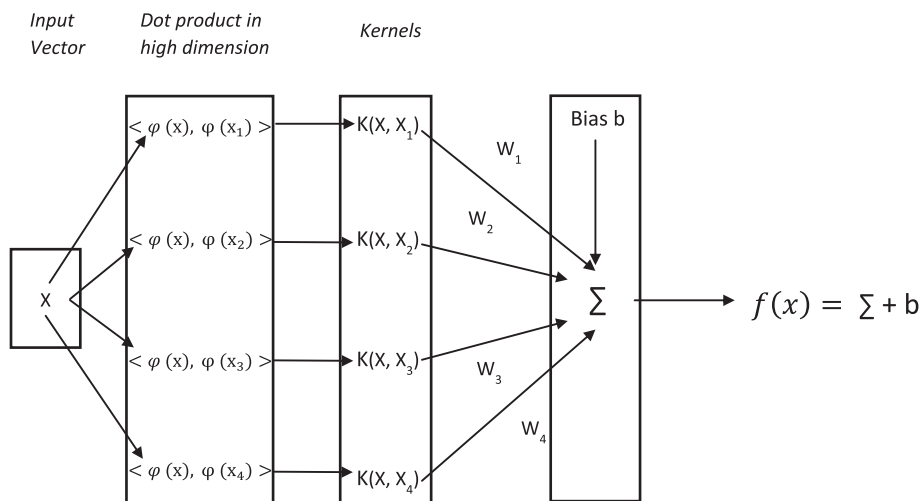 Input
Vector
Dot product in
high dimension
Kernels
< φ (x), φ (x₁) >
K(X, X₁)
W₁
Bias b
< φ (x), φ (x₂) >
K(X, X₂)
W₂
X
Σ
f(x) = Σ + b
< φ (x), φ (x₃) >
K(X, X₃)
W₃
< φ (x), φ (x₄) >
K(X, X₄)
W₄